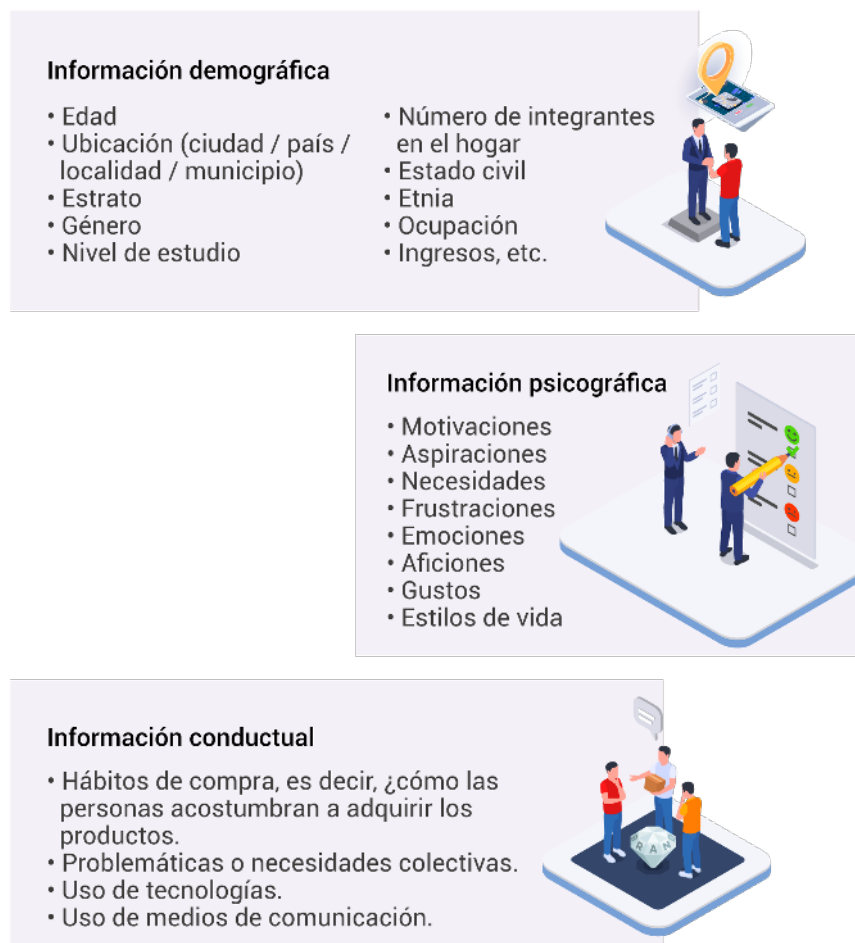 Información demográfica
• Edad
• Ubicación (ciudad / país /
localidad / municipio)
• Estrato
• Género
• Nivel de estudio
• Número de integrantes
en el hogar
• Estado civil
• Etnia
• Ocupación
• Ingresos, etc.
Información psicográfica
• Motivaciones
• Aspiraciones
• Necesidades
• Frustraciones
• Emociones
• Aficiones
• Gustos
• Estilos de vida
Información conductual
• Hábitos de compra, es decir, ¿cómo las
personas acostumbran a adquirir los
productos.
• Problemáticas o necesidades colectivas.
• Uso de tecnologías.
• Uso de medios de comunicación.
RAN